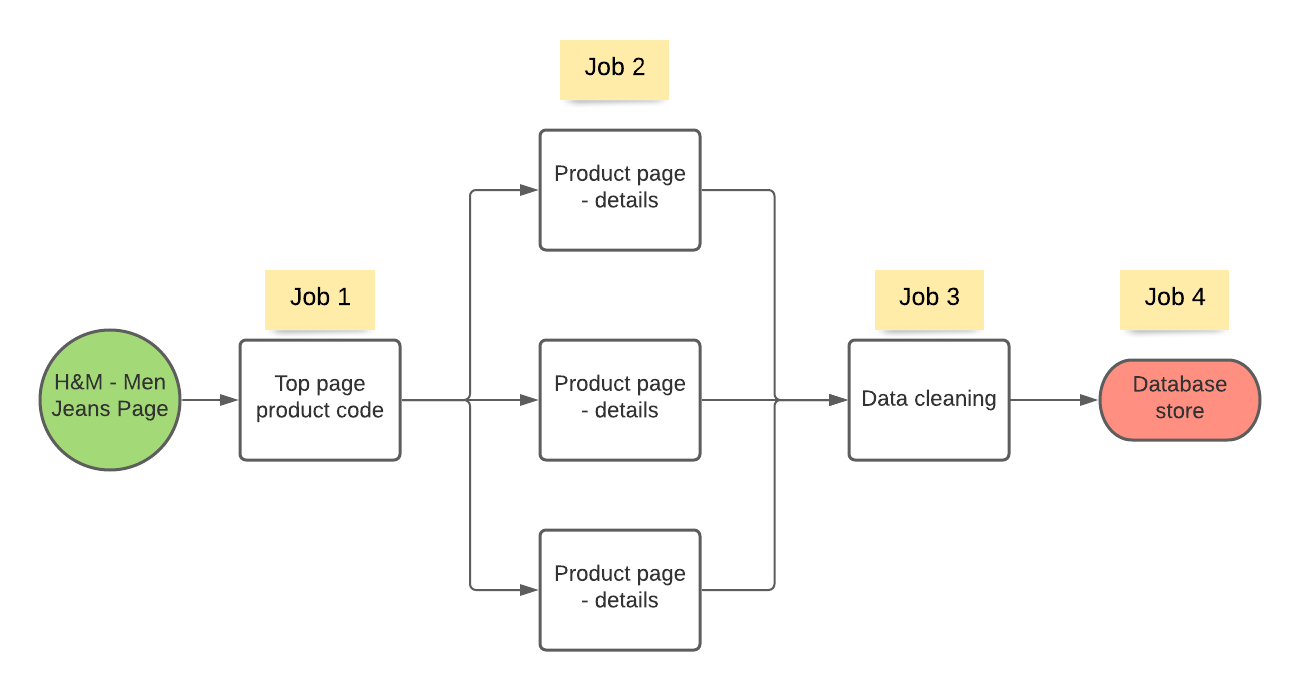 Job 2
Product page
- details
Job 1
H&M - Men
Jeans Page
Top page
product code
Product page
- details
Product page
- details
Job 3
Data cleaning
Job 4
Database
store